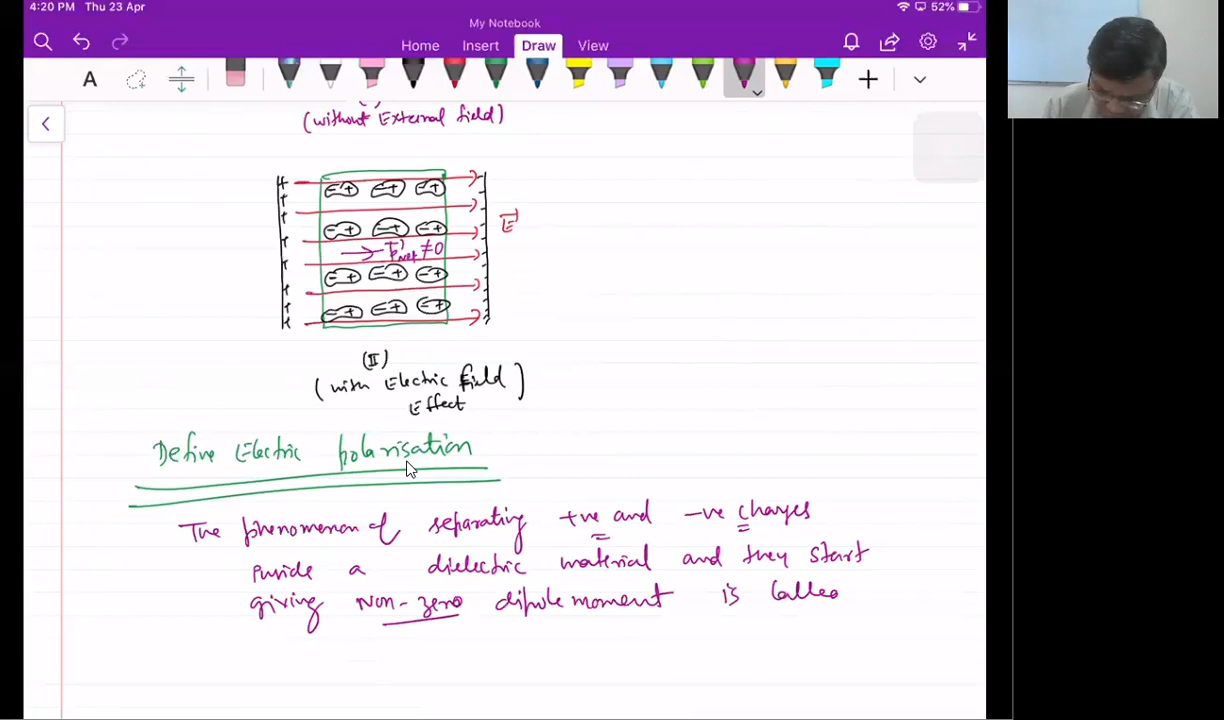 4:20 PM Thu 23 Apr
52%
My Notebook
Home Insert Draw View
A
(without External field)
E
P Net ≠0
(II)
(with Electric Field
Effect)
Define Electric polarisation
The phenomenon of separating +ve and -ve charges
inside a dielectric material and they start
giving Non-zero dipole moment is called